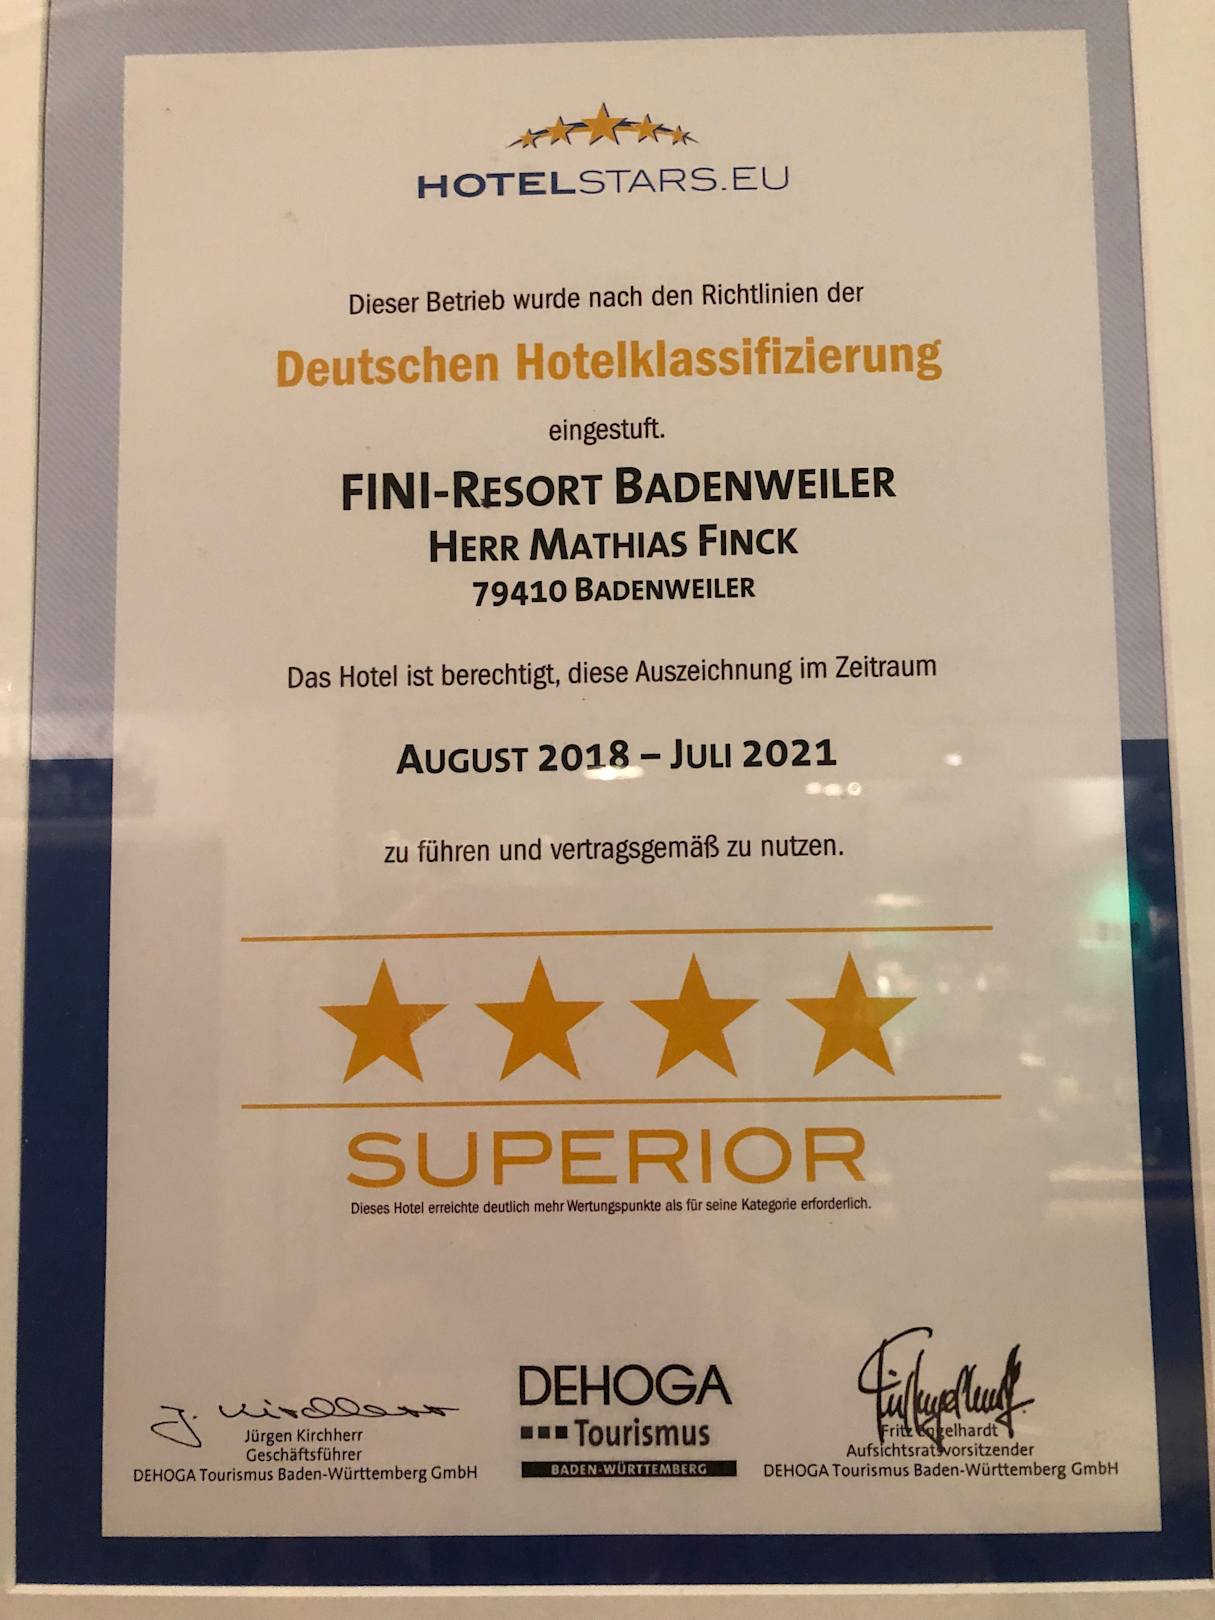 HOTELSTARS.EU
Dieser Betrieb wurde nach den Richtlinien der
Deutschen Hotelklassifizierung
eingestuft.
FINI-RESORT BADENWEILER
HERR MATHIAS FINCK
79410 BADENWEILER
Das Hotel ist berechtigt, diese Auszeichnung im Zeitraum
AUGUST 2018 – JULI 2021
zu führen und vertragsgemäß zu nutzen.
SUPERIOR
Dieses Hotel erreichte deutlich mehr Wertungspunkte als für seine Kategorie erforderlich.
J. Kirchherr
Jürgen Kirchherr
Geschäftsführer
DEHOGA Tourismus Baden-Württemberg GmbH
DEHOGA
Tourismus
BADEN-WÜRTTEMBERG
Fritz Engelhardt
Aufsichtsratsvorsitzender
DEHOGA Tourismus Baden-Württemberg GmbH